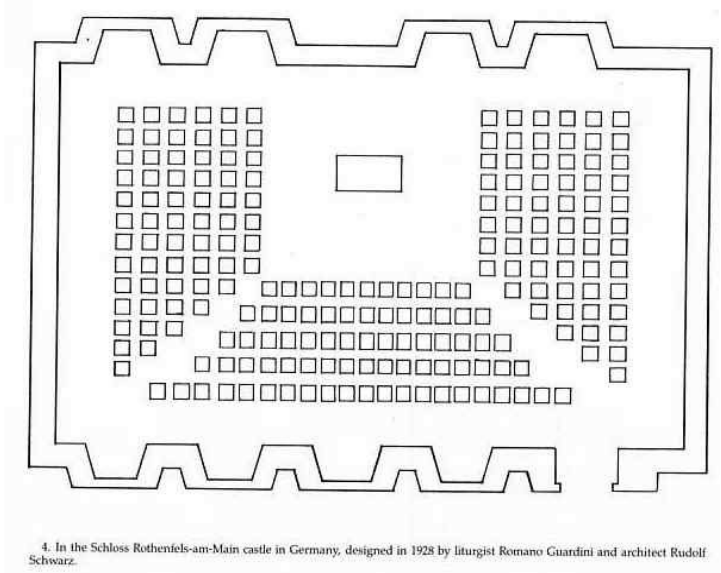 4. In the Schloss Rothenfels-am-Main castle in Germany, designed in 1928 by liturgist Romano Guardini and architect Rudolf
Schwarz.